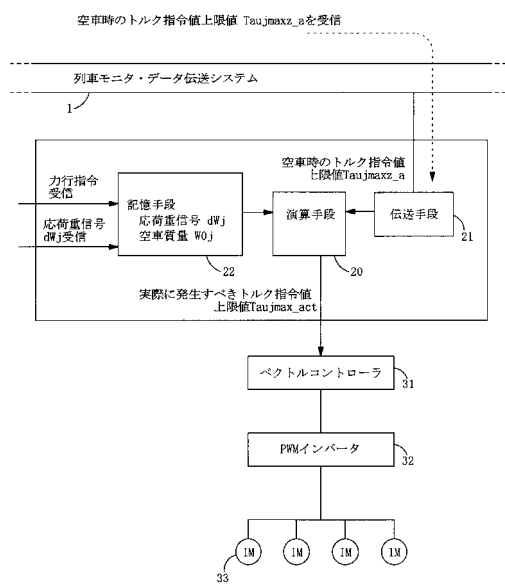 空車時のトルク指令値上限値 Taujmaxz_aを受信
列車モニタ・データ伝送システム
1
空車時のトルク指令値
上限値Taujmaxz_a
力行指令
受信
応荷重信号
dWj受信
記憶手段
応荷重信号 dWj
空車質量 W0j
22
演算手段
20
伝送手段
21
実際に発生すべきトルク指令値
上限値Taujmax_act
ベクトルコントローラ
31
PWMインバータ
32
IM IM IM IM
33